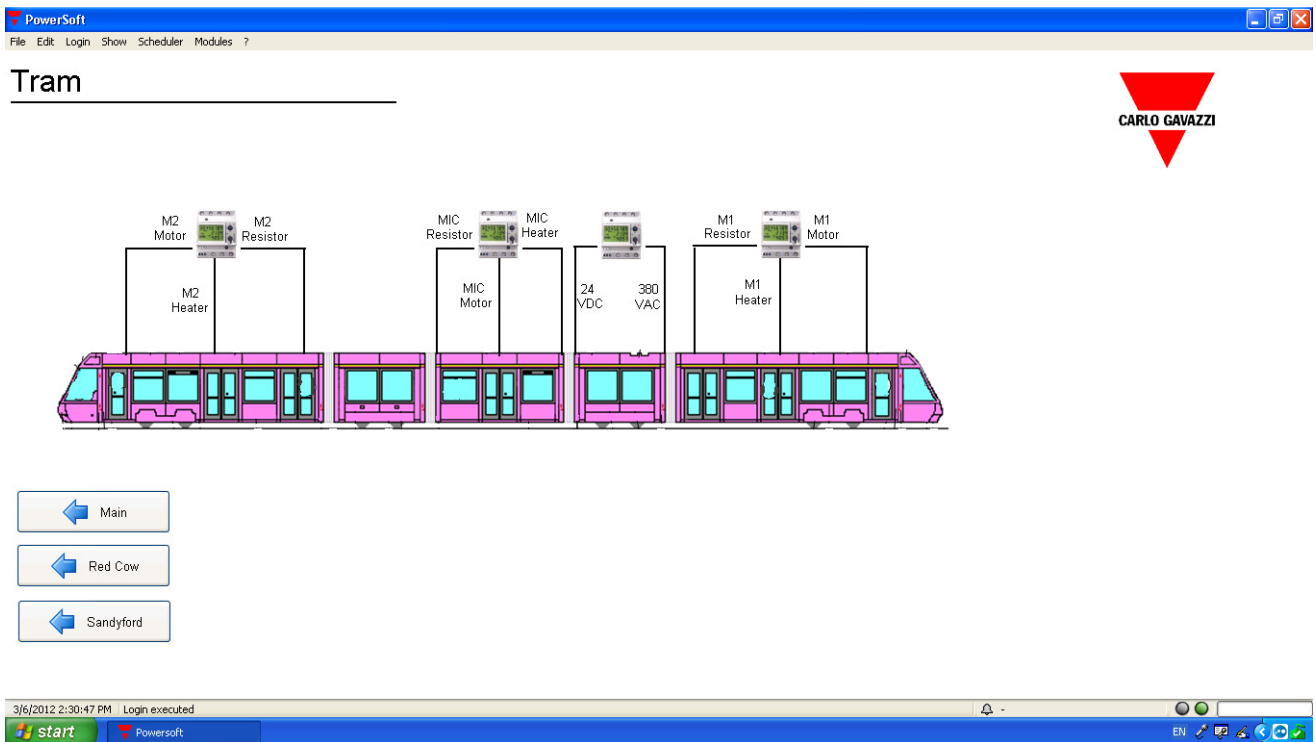 PowerSoft
File Edit Login Show Scheduler Modules ?
Tram
CARLO GAVAZZI
M2
Motor
M2
Resistor
M2
Heater
MIC
Resistor
MIC
Heater
MIC
Motor
24
VDC
380
VAC
M1
Resistor
M1
Motor
M1
Heater
Main
Red Cow
Sandyford
3/6/2012 2:30:47 PM Login executed
-
start
Powersoft
EN